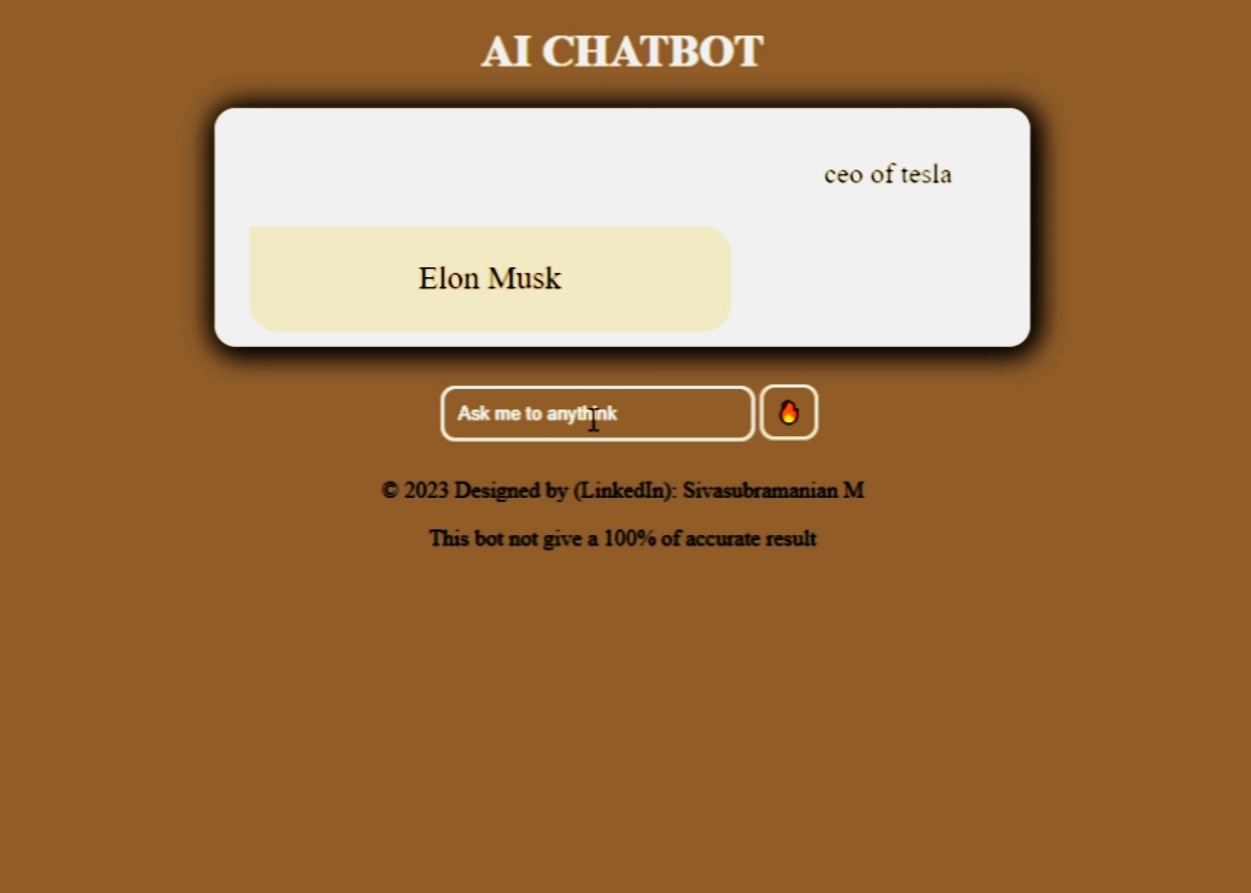 AI CHATBOT
ceo of tesla
Elon Musk
Ask me to anythink
© 2023 Designed by (LinkedIn): Sivasubramanian M
This bot not give a 100% of accurate result